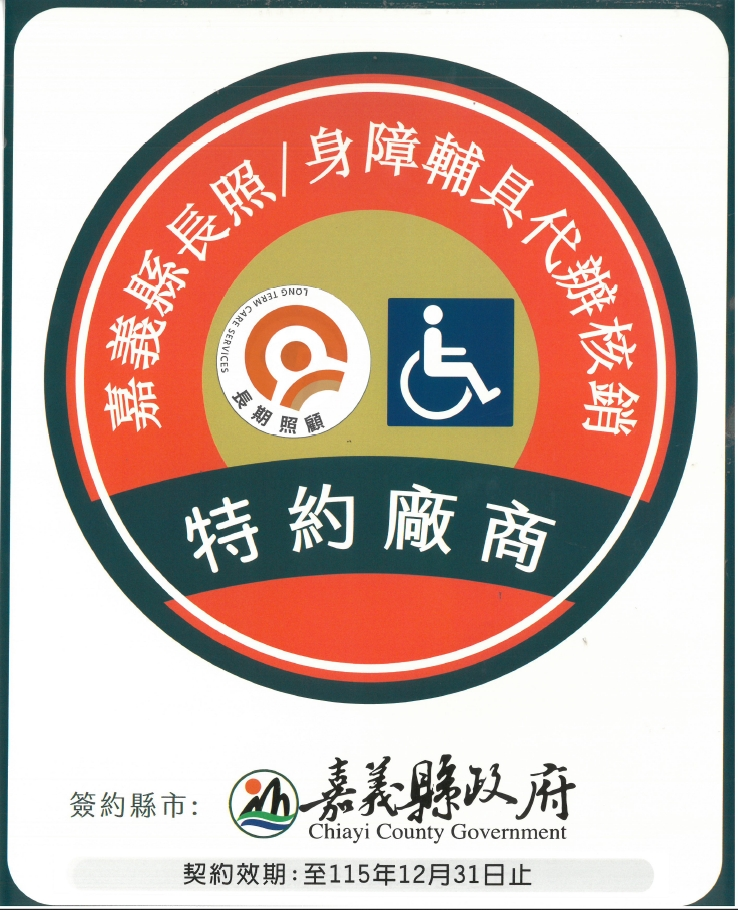 嘉義縣長照/身障輔具代辦核銷
LONG TERM CARE SERVICES
長期照顧
特約廠商
簽約縣市:
嘉義縣政府
Chiayi County Government
契約效期:至115年12月31日止